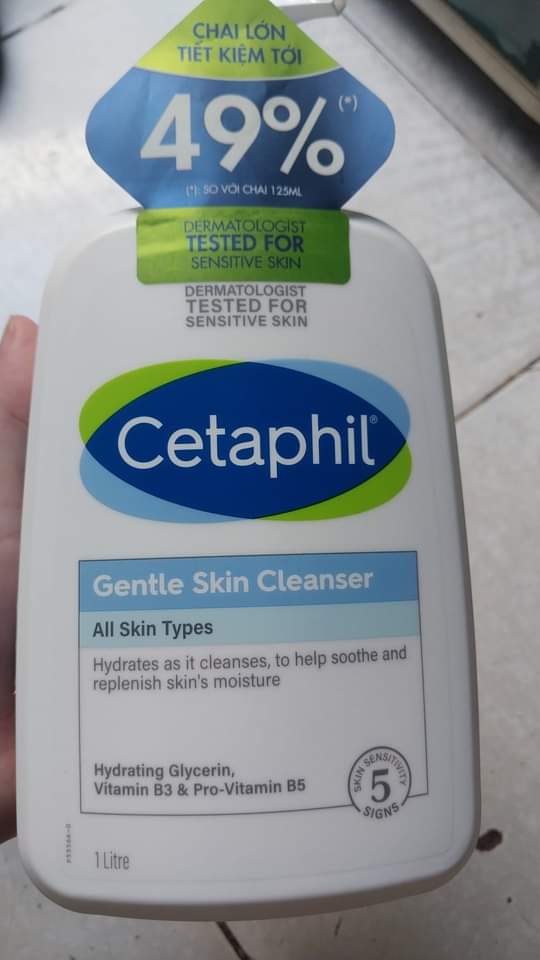 CHAI LỚN
TIẾT KIỆM TỚI
49% (*)
(*): SO VỚI CHAI 125ML
DERMATOLOGIST
TESTED FOR
SENSITIVE SKIN
DERMATOLOGIST
TESTED FOR
SENSITIVE SKIN
Cetaphil®
Gentle Skin Cleanser
All Skin Types
Hydrates as it cleanses, to help soothe and
replenish skin's moisture
Hydrating Glycerin,
Vitamin B3 & Pro-Vitamin B5
SKIN SENSITIVITY
5
SIGNS
1 Litre